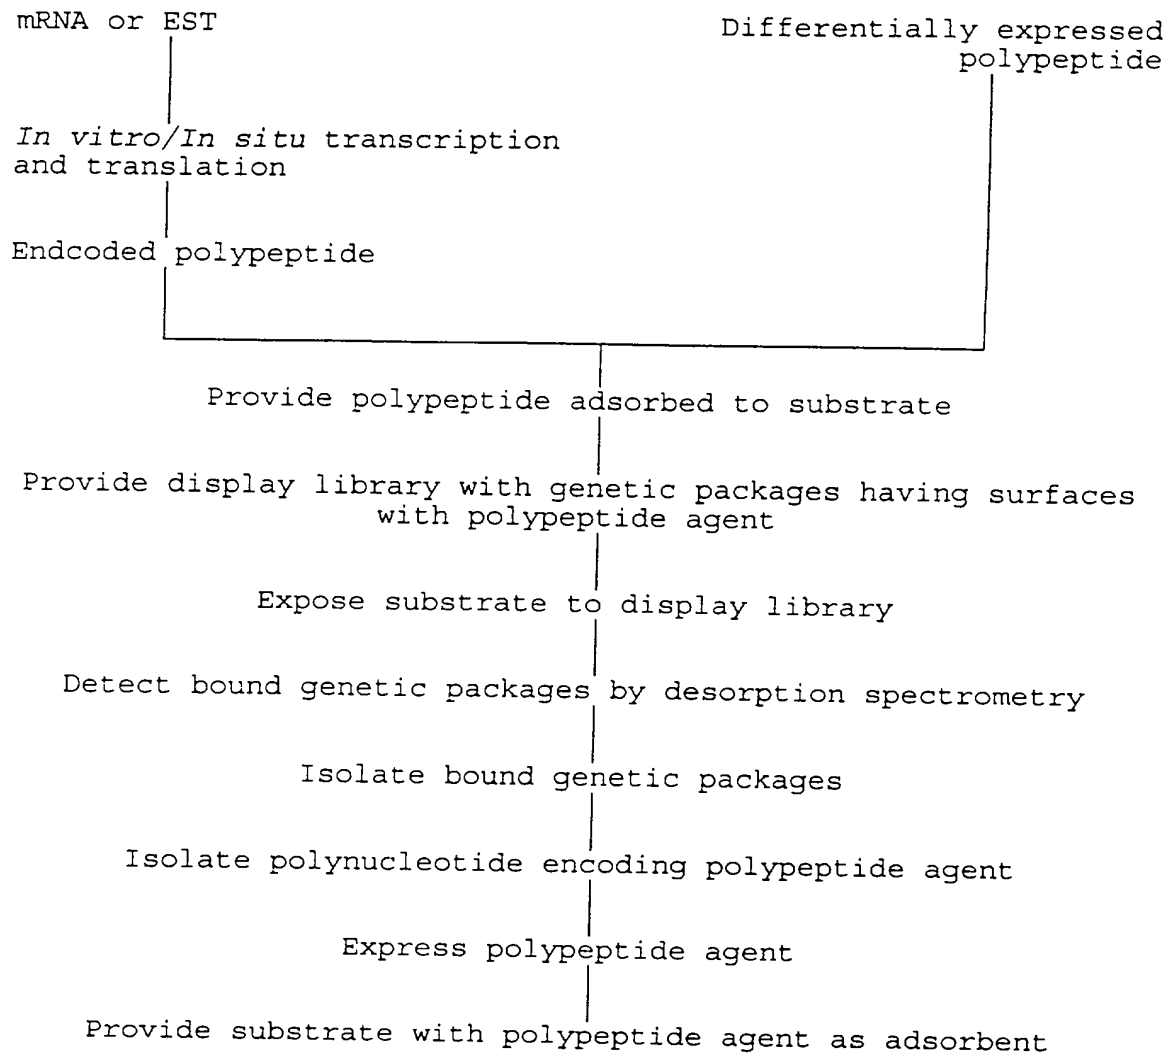 mRNA or EST
Differentially expressed
polypeptide
In vitro/In situ transcription
and translation
Endcoded polypeptide
Provide polypeptide adsorbed to substrate
Provide display library with genetic packages having surfaces
with polypeptide agent
Expose substrate to display library
Detect bound genetic packages by desorption spectrometry
Isolate bound genetic packages
Isolate polynucleotide encoding polypeptide agent
Express polypeptide agent
Provide substrate with polypeptide agent as adsorbent